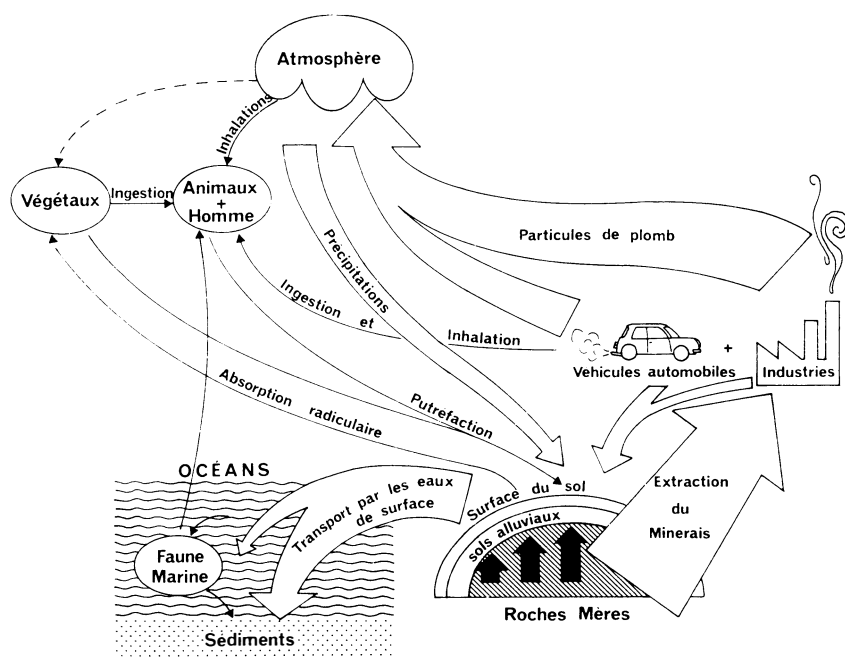 Atmosphère
Inhalations
Végétaux
Ingestion
Animaux
+
Homme
Particules de plomb
Précipitations
Ingestion et
Inhalation
+
Vehicules automobiles
Industries
Absorption radiculaire
Putrefaction
OCÉANS
Transport par les eaux
de surface
Surface du sol
sols alluviaux
Extraction
du
Minerais
Faune
Marine
Roches Mères
Sédiments